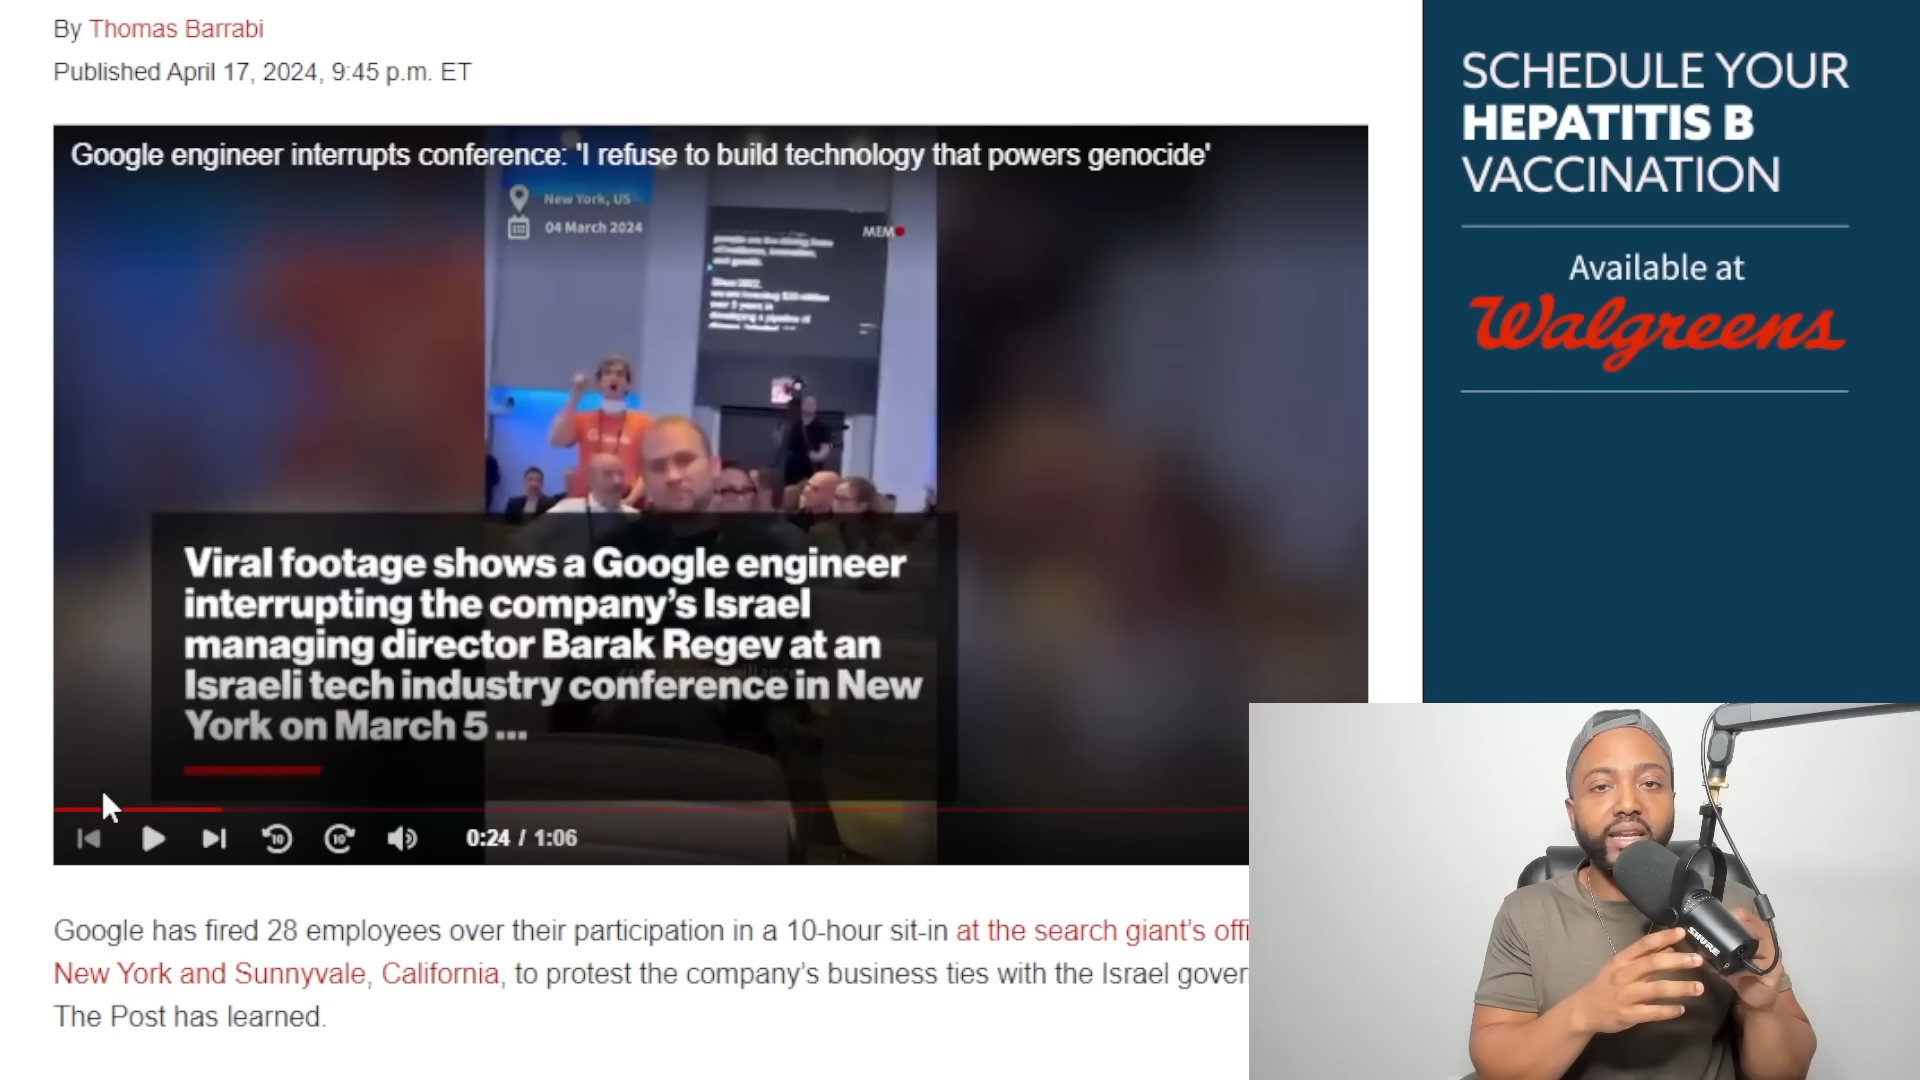 By Thomas Barrabi
Published April 17, 2024, 9:45 p.m. ET
Google engineer interrupts conference: 'I refuse to build technology that powers genocide'
New York, US
04 March 2024
MEMO
Viral footage shows a Google engineer
interrupting the company's Israel
managing director Barak Regev at an
Israeli tech industry conference in New
York on March 5 ...
10
10
0:24 / 1:06
Google has fired 28 employees over their participation in a 10-hour sit-in at the search giant's offi
New York and Sunnyvale, California, to protest the company's business ties with the Israel gover
The Post has learned.
SCHEDULE YOUR
HEPATITIS B
VACCINATION
Available at
Walgreens
SHURE